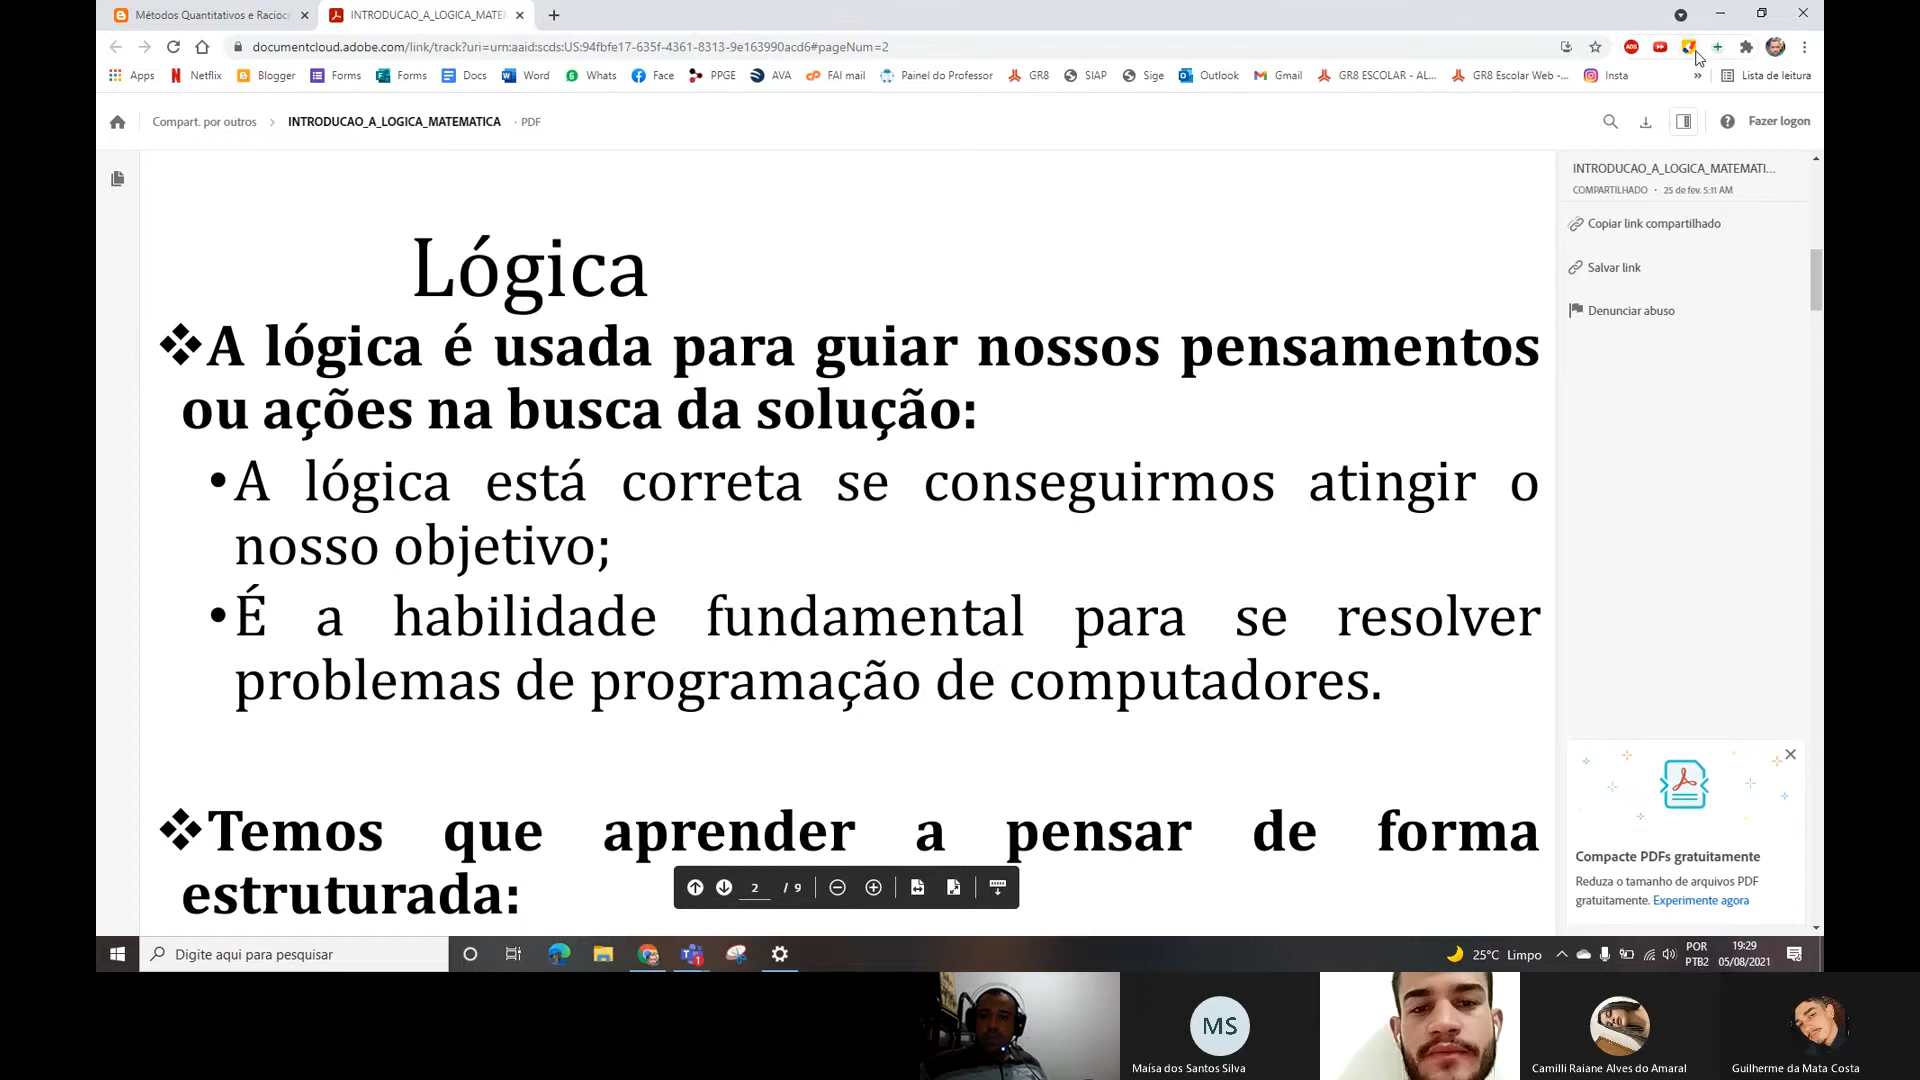 Métodos Quantitativos e Racioci
INTRODUCAO_A_LOGICA_MATE
documentcloud.adobe.com/link/track?uri=urn:aaid:scds:US:94fbfe17-635f-4361-8313-9e163990acd6#pageNum=2
ADS
Apps Netflix Blogger Forms Forms Docs Word Whats Face PPGE AVA FAI mail Painel do Professor GR8 SIAP Sige Outlook Gmail GR8 ESCOLAR - AL... GR8 Escolar Web -... Insta » Lista de leitura
Compart. por outros > INTRODUCAO_A_LOGICA_MATEMATICA · PDF
Fazer logon
Lógica
❖A lógica é usada para guiar nossos pensamentos
ou ações na busca da solução:
•A lógica está correta se conseguirmos atingir o
nosso objetivo;
•É a habilidade fundamental para se resolver
problemas de programação de computadores.
❖Temos que aprender a pensar de forma
estruturada:
2 / 9
INTRODUCAO_A_LOGICA_MATEMATI...
COMPARTILHADO · 25 de fev. 5:11 AM
Copiar link compartilhado
Salvar link
Denunciar abuso
Compacte PDFs gratuitamente
Reduza o tamanho de arquivos PDF
gratuitamente. Experimente agora
Digite aqui para pesquisar
25°C Limpo
POR
PTB2
19:29
05/08/2021
MS
Maísa dos Santos Silva
Camilli Raiane Alves do Amaral
Guilherme da Mata Costa